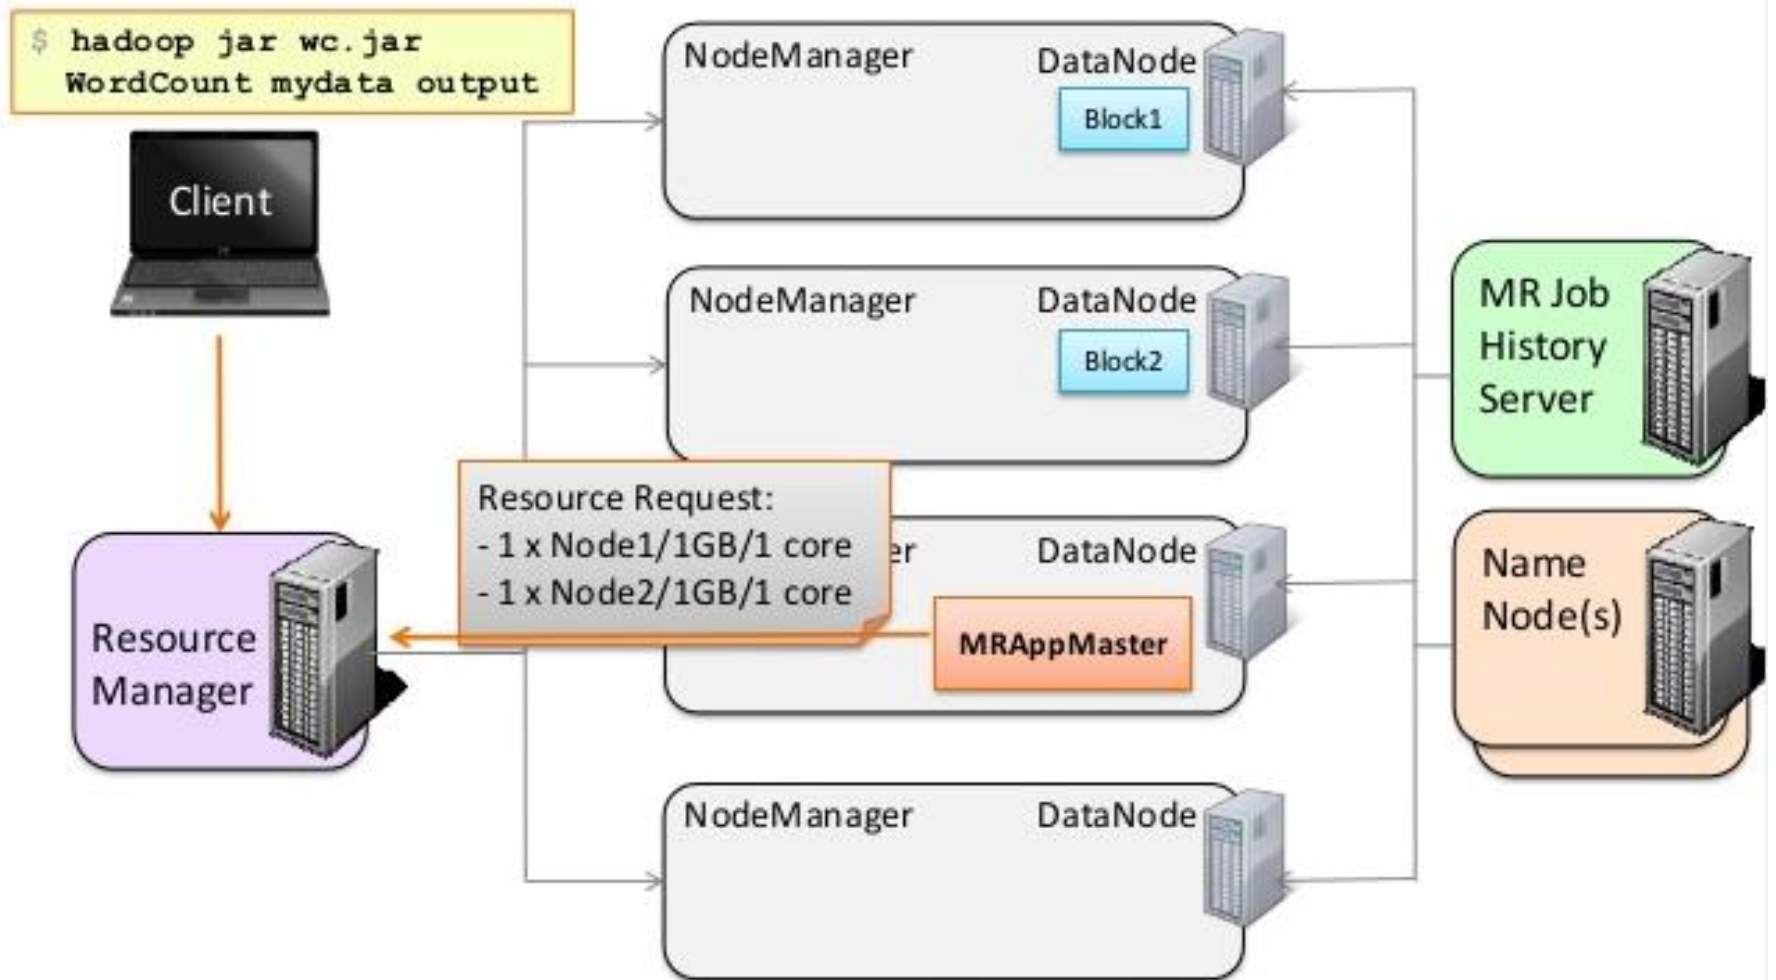 $ hadoop jar wc.jar
WordCount mydata output
Client
NodeManager
DataNode
Block1
NodeManager
DataNode
Block2
MR Job
History
Server
Resource Request:
- 1 x Node1/1GB/1 core
- 1 x Node2/1GB/1 core
er
DataNode
MRAppMaster
Name
Node(s)
Resource
Manager
NodeManager
DataNode